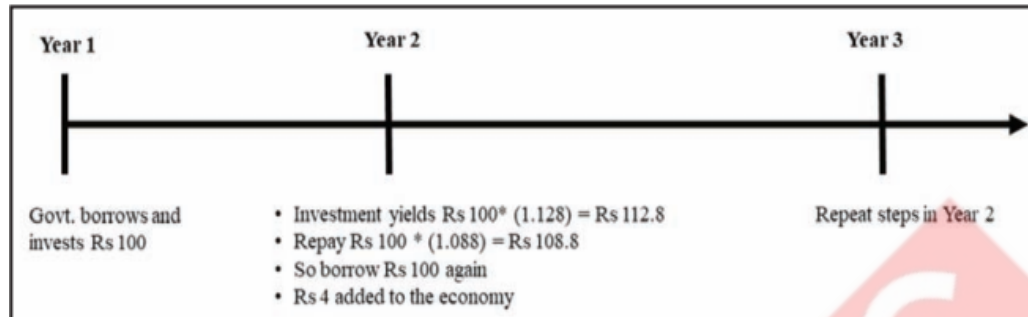 Year 1
Year 2
Year 3
Govt. borrows and
invests Rs 100
• Investment yields Rs 100* (1.128) = Rs 112.8
• Repay Rs 100 * (1.088) = Rs 108.8
• So borrow Rs 100 again
• Rs 4 added to the economy
Repeat steps in Year 2